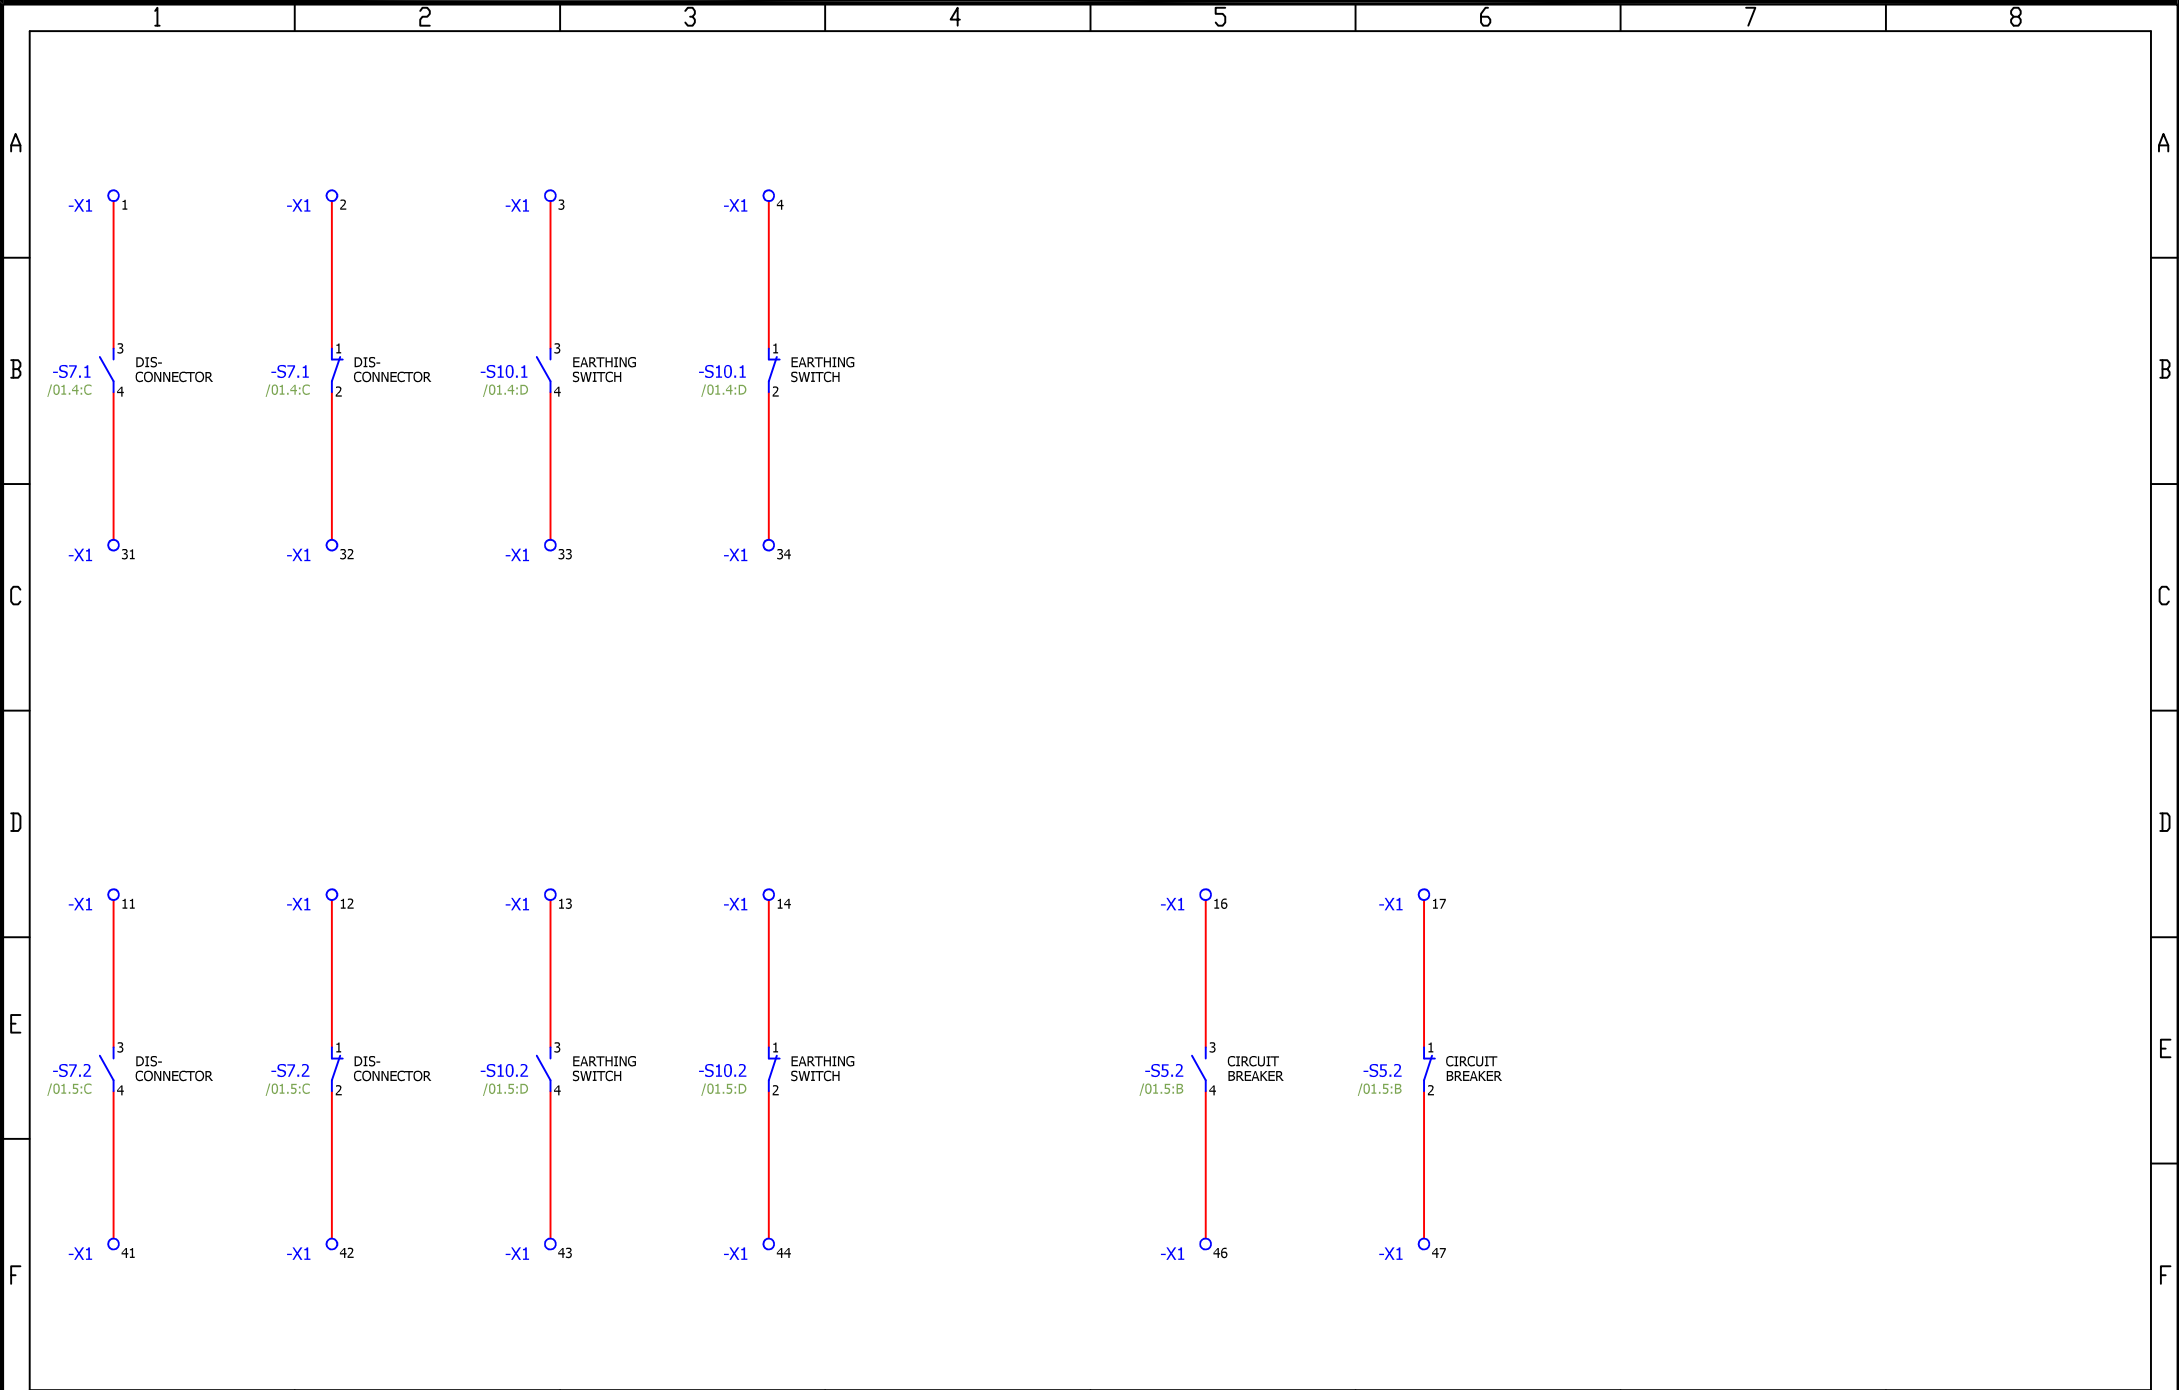 1 2 3 4 5 6 7 8
A A
-X1 1 -X1 2 -X1 3 -X1 4
3 1 3 1
DIS- DIS- EARTHING EARTHING
B -S7.1 CONNECTOR -S7.1 CONNECTOR -S10.1 SWITCH -S10.1 SWITCH B
/01.4:C 4 /01.4:C 2 /01.4:D 4 /01.4:D 2
-X1 31 -X1 32 -X1 33 -X1 34
C C
D D
-X1 11 -X1 12 -X1 13 -X1 14 -X1 16 -X1 17
E
3 1 3 1 3 1 E
DIS- DIS- EARTHING EARTHING CIRCUIT CIRCUIT
-S7.2 CONNECTOR -S7.2 CONNECTOR -S10.2 SWITCH -S10.2 SWITCH -S5.2 BREAKER -S5.2 BREAKER
/01.5:C 4 /01.5:C 2 /01.5:D 4 /01.5:D 2 /01.5:B 4 /01.5:B 2
-X1 41 -X1 42 -X1 43 -X1 44 -X1 46 -X1 47
F F